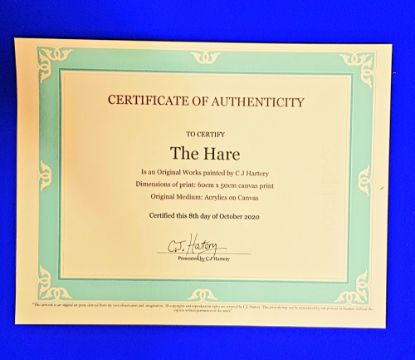 CERTIFICATE OF AUTHENTICITY
TO CERTIFY
The Hare
Is an Original Works painted by C J Hartery
Dimensions of print: 60cm x 50cm canvas print
Original Medium: Acrylics on Canvas
Certified this 8th day of October 2020
C.J. Hartery
Presented by C J Hartery